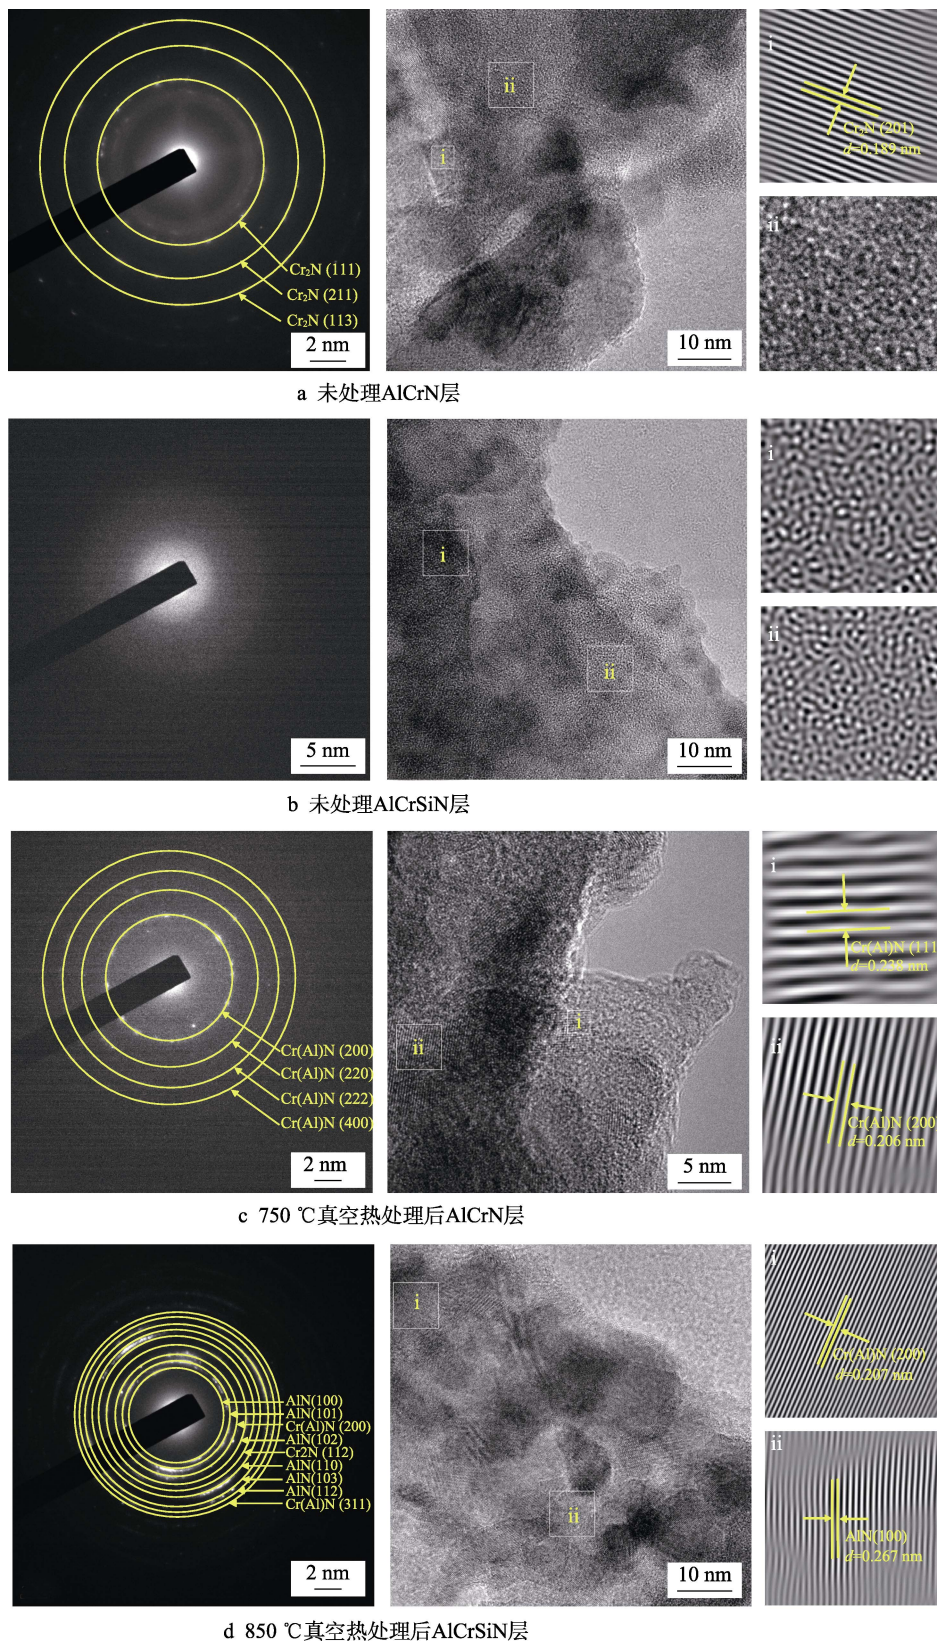 ii
i
i
Cr₂N (201)
d=0.189 nm
ii
Cr₂N (111)
Cr₂N (211)
Cr₂N (113)
2 nm
10 nm
a 未处理AlCrN层
i
ii
i
ii
5 nm
10 nm
b 未处理AlCrSiN层
i
ii
i
Cr(Al)N (111
d=0.238 nm
ii
Cr(Al)N (200
d=0.206 nm
Cr(Al)N (200)
Cr(Al)N (220)
Cr(Al)N (222)
Cr(Al)N (400)
2 nm
5 nm
c 750 ℃真空热处理后AlCrN层
i
ii
i
Cr(Al)N (200)
d=0.207 nm
ii
AlN(100)
d=0.267 nm
AlN(100)
AlN(101)
Cr(Al)N (200)
AlN(102)
Cr2N (112)
AlN(110)
AlN(103)
AlN(112)
Cr(Al)N (311)
2 nm
10 nm
d 850 ℃真空热处理后AlCrSiN层